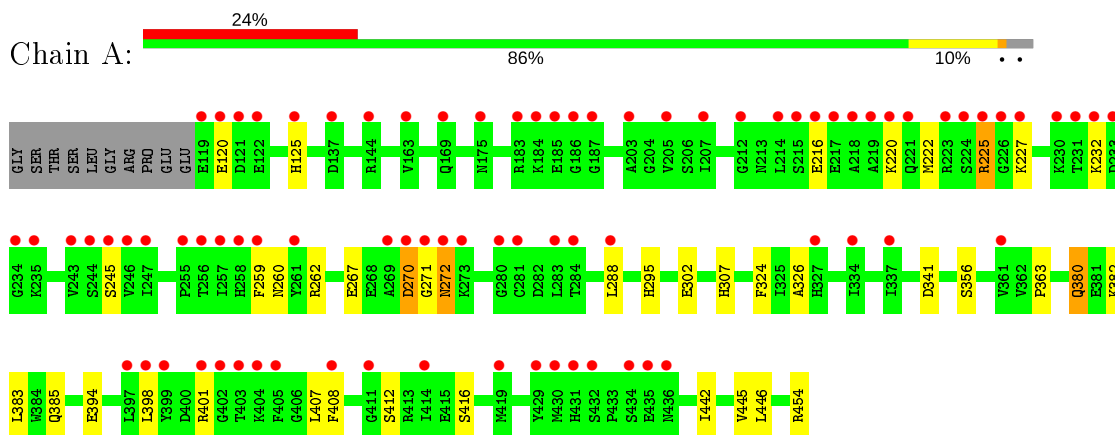 24%
Chain A:
86% 10% • •
GLY SER THR SER LEU GLY ARG PRO GLU GLU E119 E120 D121 E122 H125 D137 R144 V163 Q169 N175 R183 K184 E185 G186 G187 A203 G204 V205 S206 I207 G212 N213 L214 S215 E216 E217 A218 A219 K220 Q221 M222 R223 S224 R225 G226 K227 K230 T231 K232 D233
G234 K235 V243 S244 S245 V246 I247 P255 T256 I257 H258 F259 N260 Y261 R262 E267 E268 A269 D270 G271 N272 K273 G280 C281 D282 L283 T284 L288 H295 E302 H307 F324 I325 A326 H327 I334 I337 D341 S356 V361 V362 P363 Q380 E381 K382
L383 W384 Q385 E394 L397 L398 Y399 D400 R401 G402 T403 K404 F405 G406 L407 F408 G411 S412 R413 I414 E415 S416 M419 Y429 M430 H431 S432 P433 S434 E435 N436 I442 V445 L446 R454